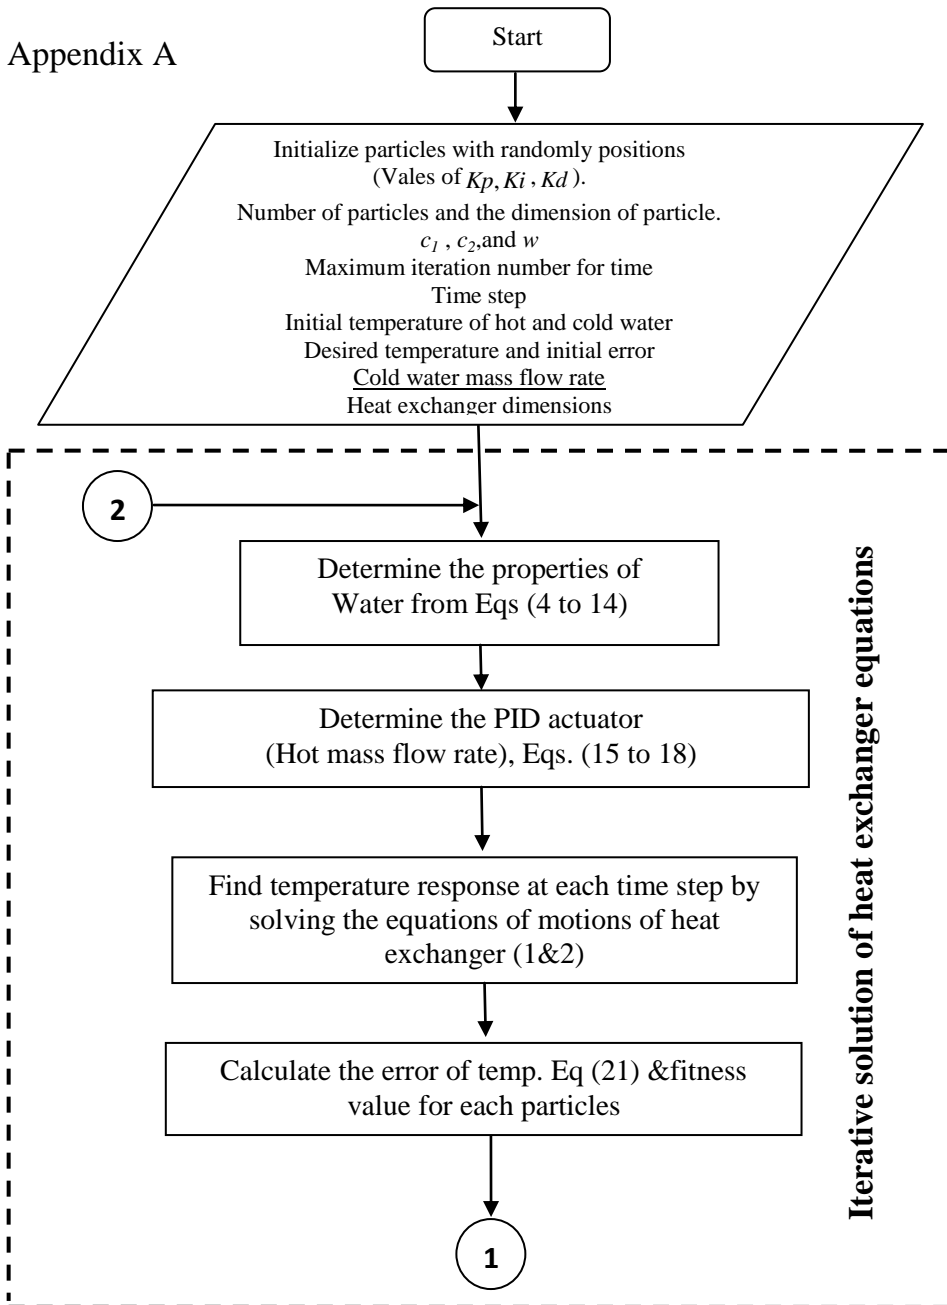 Appendix A
Start
Initialize particles with randomly positions
(Vales of Kp, Ki , Kd ).
Number of particles and the dimension of particle.
c1 , c2,and w
Maximum iteration number for time
Time step
Initial temperature of hot and cold water
Desired temperature and initial error
Cold water mass flow rate
Heat exchanger dimensions
2
Determine the properties of
Water from Eqs (4 to 14)
Determine the PID actuator
(Hot mass flow rate), Eqs. (15 to 18)
Find temperature response at each time step by
solving the equations of motions of heat
exchanger (1&2)
Calculate the error of temp. Eq (21) &fitness
value for each particles
1
Iterative solution of heat exchanger equations